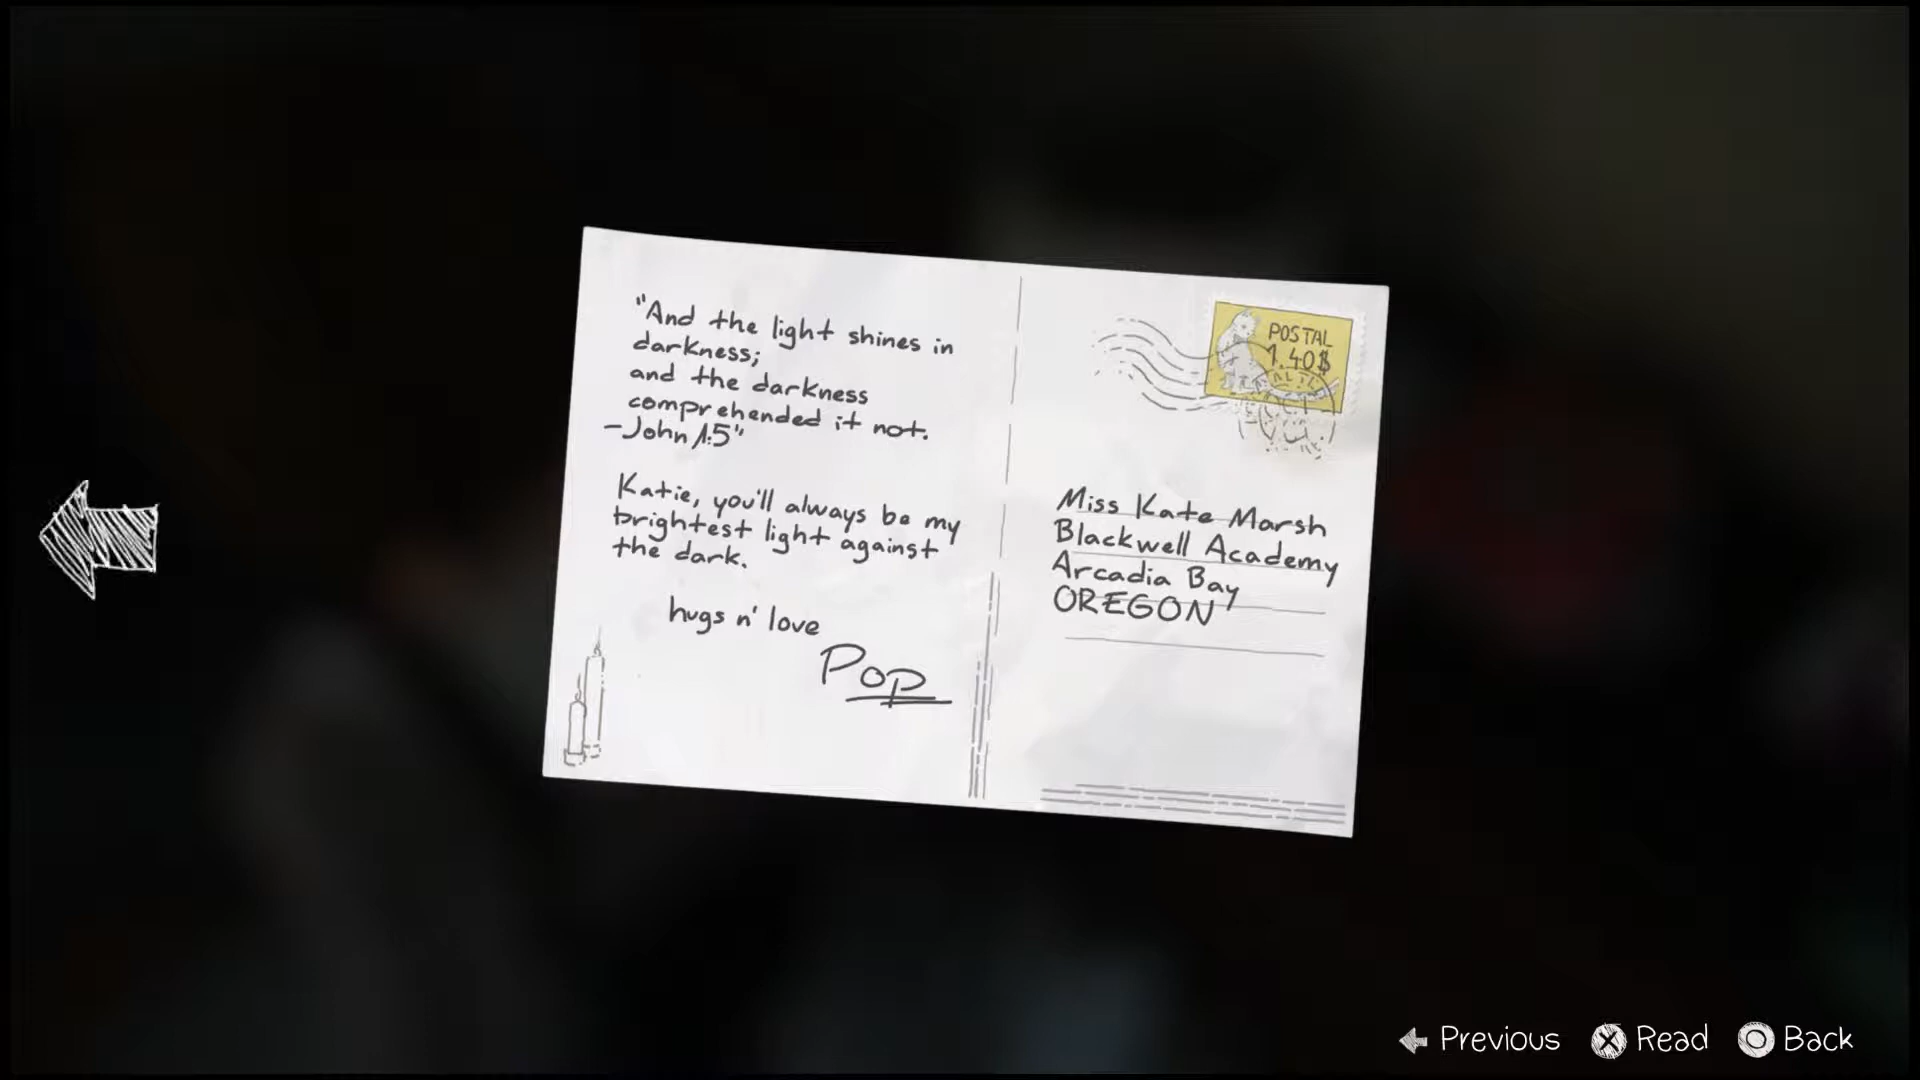 "And the light shines in
darkness;
and the darkness
comprehended it not.
-John 1:5"
Katie, you'll always be my
brightest light against
the dark.
hugs n' love
Pop
POSTAL
1.40$
Miss Kate Marsh
Blackwell Academy
Arcadia Bay
OREGON
Previous
Read
Back